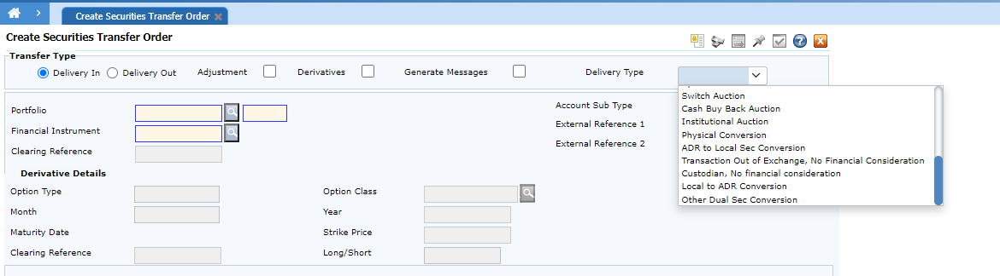 Create Securities Transfer Order
Create Securities Transfer Order
Transfer Type
Delivery In Delivery Out Adjustment Derivatives Generate Messages Delivery Type
Switch Auction
Cash Buy Back Auction
Institutional Auction
Physical Conversion
ADR to Local Sec Conversion
Transaction Out of Exchange, No Financial Consideration
Custodian, No financial consideration
Local to ADR Conversion
Other Dual Sec Conversion
Portfolio Account Sub Type
Financial Instrument External Reference 1
Clearing Reference External Reference 2
Derivative Details
Option Type Option Class
Month Year
Maturity Date Strike Price
Clearing Reference Long/Short